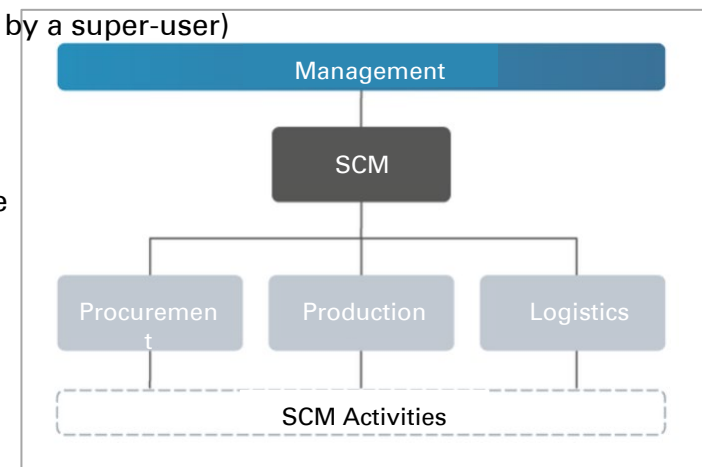 by a super-user)
Management
SCM
e
Procuremen
t
Production
Logistics
SCM Activities